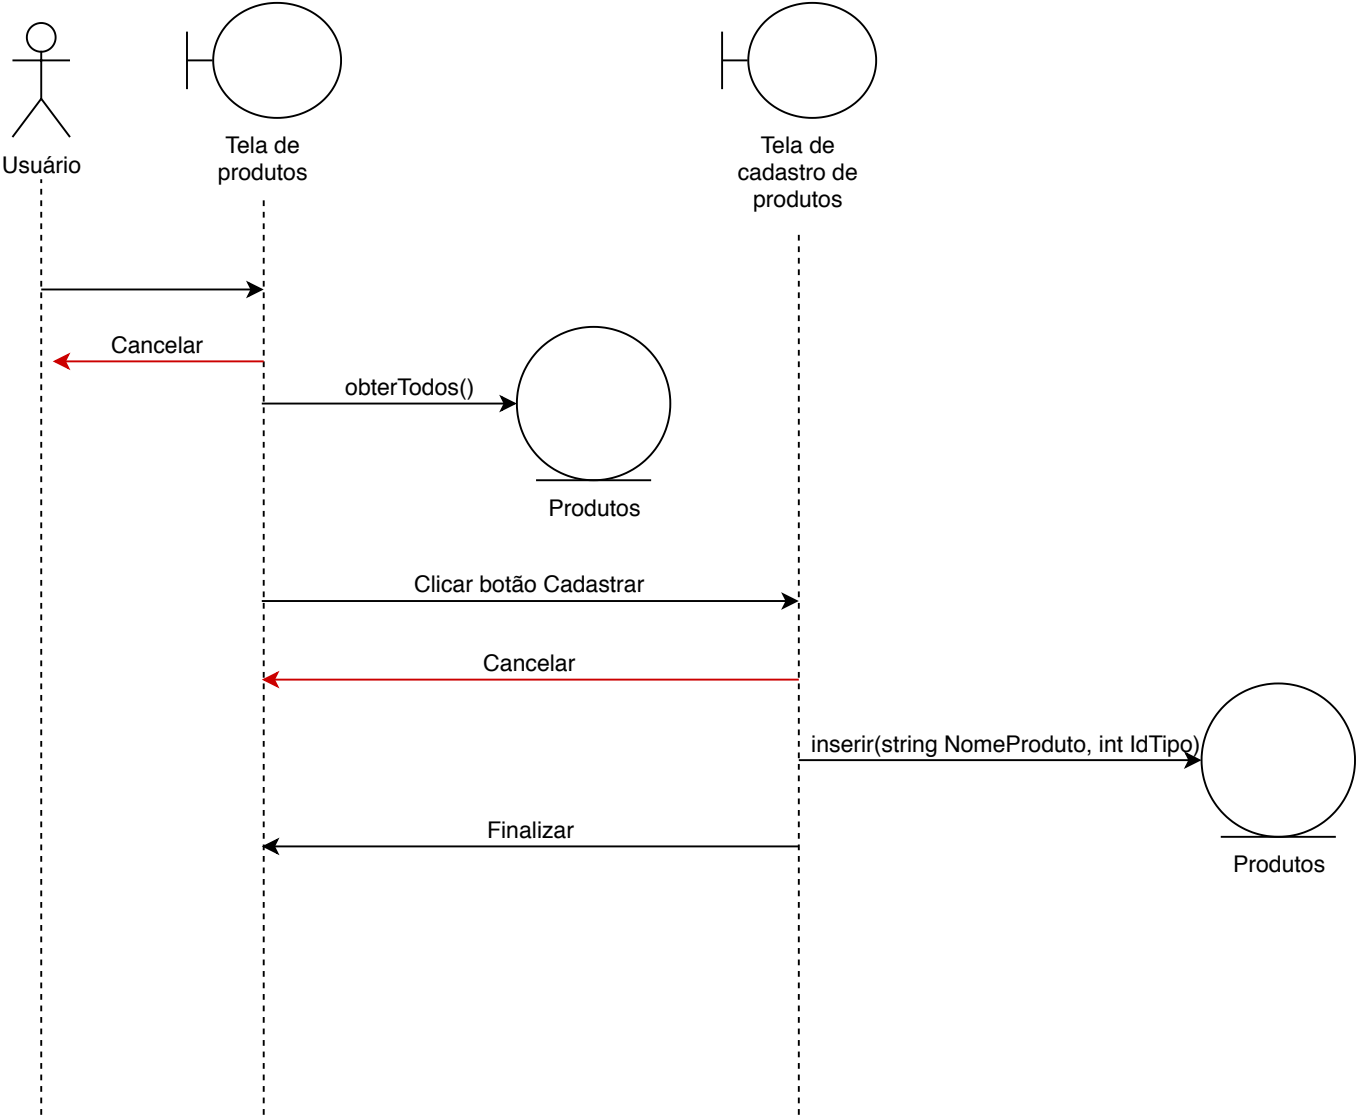 Usuário
Tela de
produtos
Tela de
cadastro de
produtos
Cancelar
obterTodos()
Produtos
Clicar botão Cadastrar
Cancelar
inserir(string NomeProduto, int IdTipo)
Finalizar
Produtos